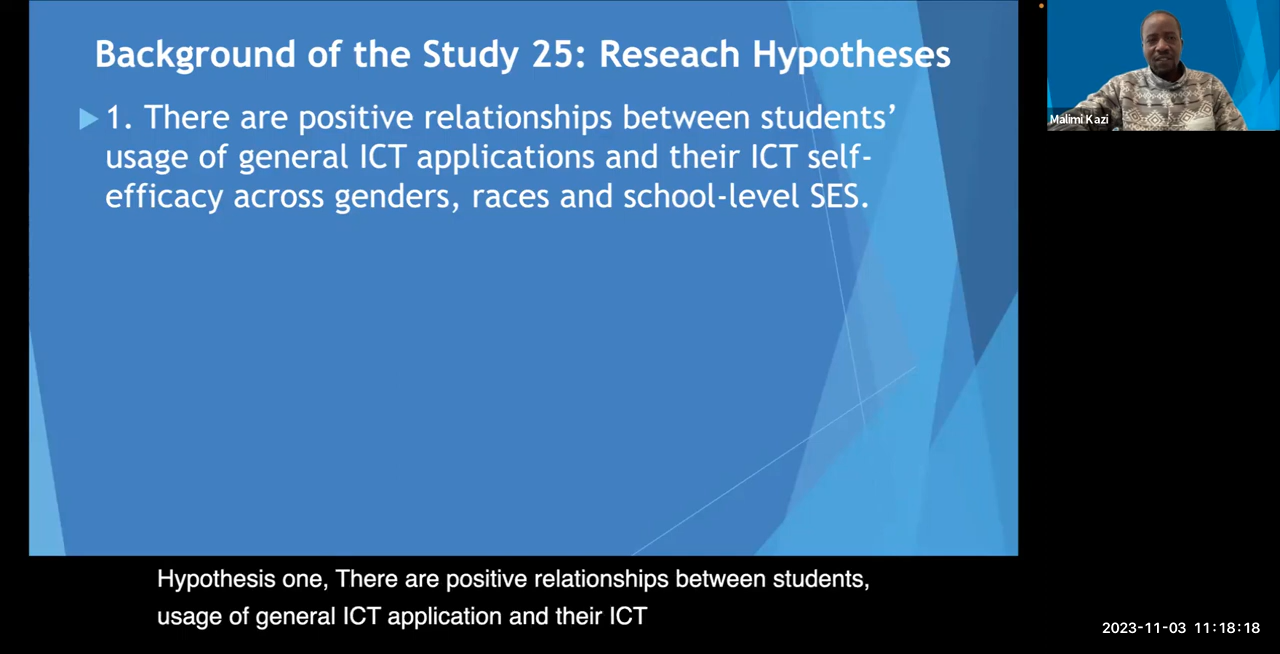 Background of the Study 25: Reseach Hypotheses
1. There are positive relationships between students’
usage of general ICT applications and their ICT self-
efficacy across genders, races and school-level SES.
Malimi Kazi
Hypothesis one, There are positive relationships between students,
usage of general ICT application and their ICT
2023-11-03 11:18:18